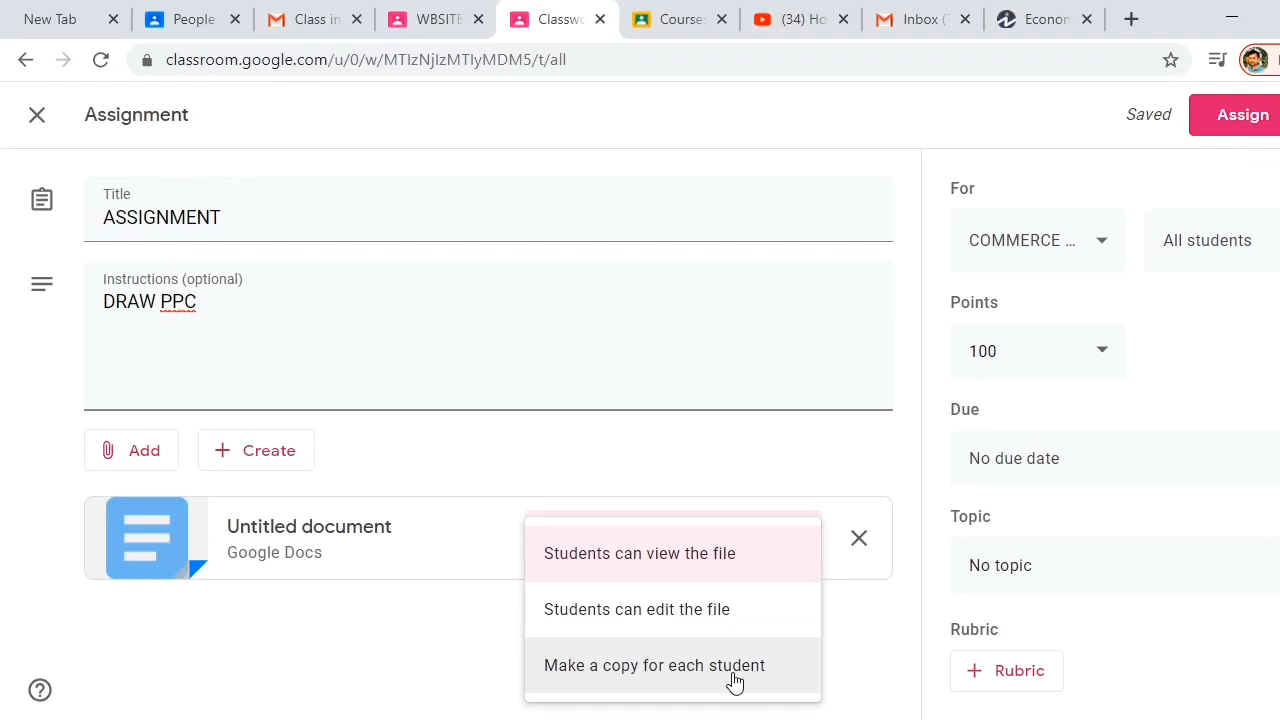 New Tab
People
Class in
WBSITE
Classwo
Courses
(34) Ho
Inbox (
Econom
classroom.google.com/u/0/w/MTIzNjIzMTIyMDM5/t/all
Assignment
Saved
Assign
Title
ASSIGNMENT
Instructions (optional)
DRAW PPC
Add
Create
Untitled document
Google Docs
Students can view the file
Students can edit the file
Make a copy for each student
For
COMMERCE ...
All students
Points
100
Due
No due date
Topic
No topic
Rubric
Rubric